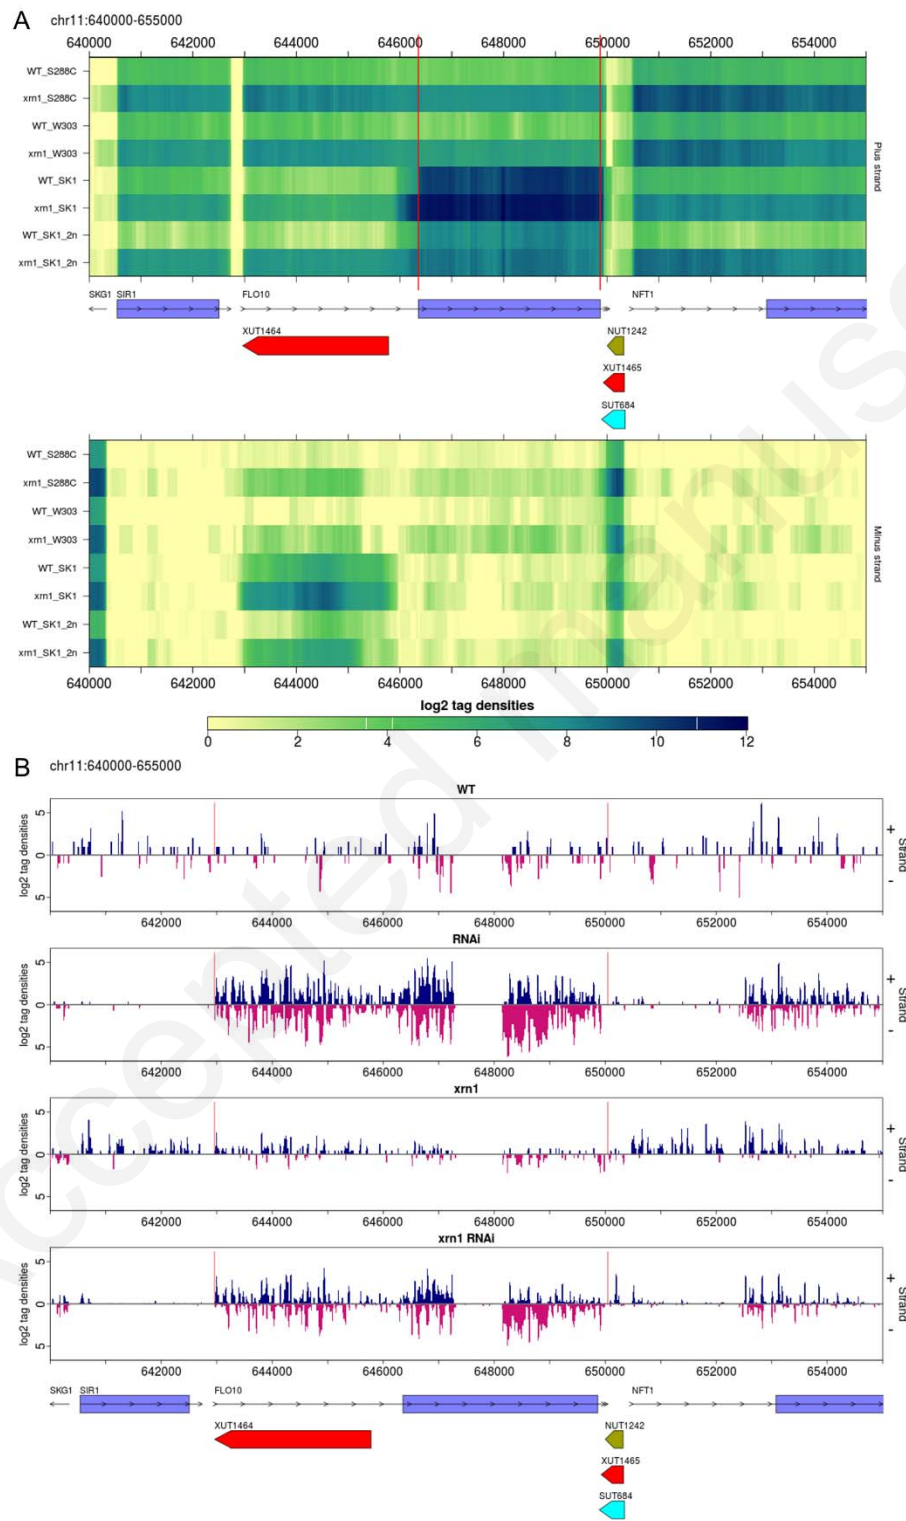 A
chr11:640000-655000
640000 642000 644000 646000 648000 650000 652000 654000
WT_S288C
xrn1_S288C
WT_W303
xrn1_W303
WT_SK1
xrn1_SK1
WT_SK1_2n
xrn1_SK1_2n
Plus strand
SKG1 SIR1 FLO10 NFT1
XUT1464 NUT1242
XUT1465
SUT684
WT_S288C
xrn1_S288C
WT_W303
xrn1_W303
WT_SK1
xrn1_SK1
WT_SK1_2n
xrn1_SK1_2n
Minus strand
640000 642000 644000 646000 648000 650000 652000 654000
log2 tag densities
0 2 4 6 8 10 12
B
chr11:640000-655000
WT
log2 tag densities
5 0 5
+ Strand -
642000 644000 646000 648000 650000 652000 654000
RNAi
log2 tag densities
5 0 5
+ Strand -
642000 644000 646000 648000 650000 652000 654000
xrn1
log2 tag densities
5 0 5
+ Strand -
642000 644000 646000 648000 650000 652000 654000
xrn1 RNAi
log2 tag densities
5 0 5
+ Strand -
642000 644000 646000 648000 650000 652000 654000
SKG1 SIR1 FLO10 NFT1
XUT1464 NUT1242
XUT1465
SUT684
accepted manus